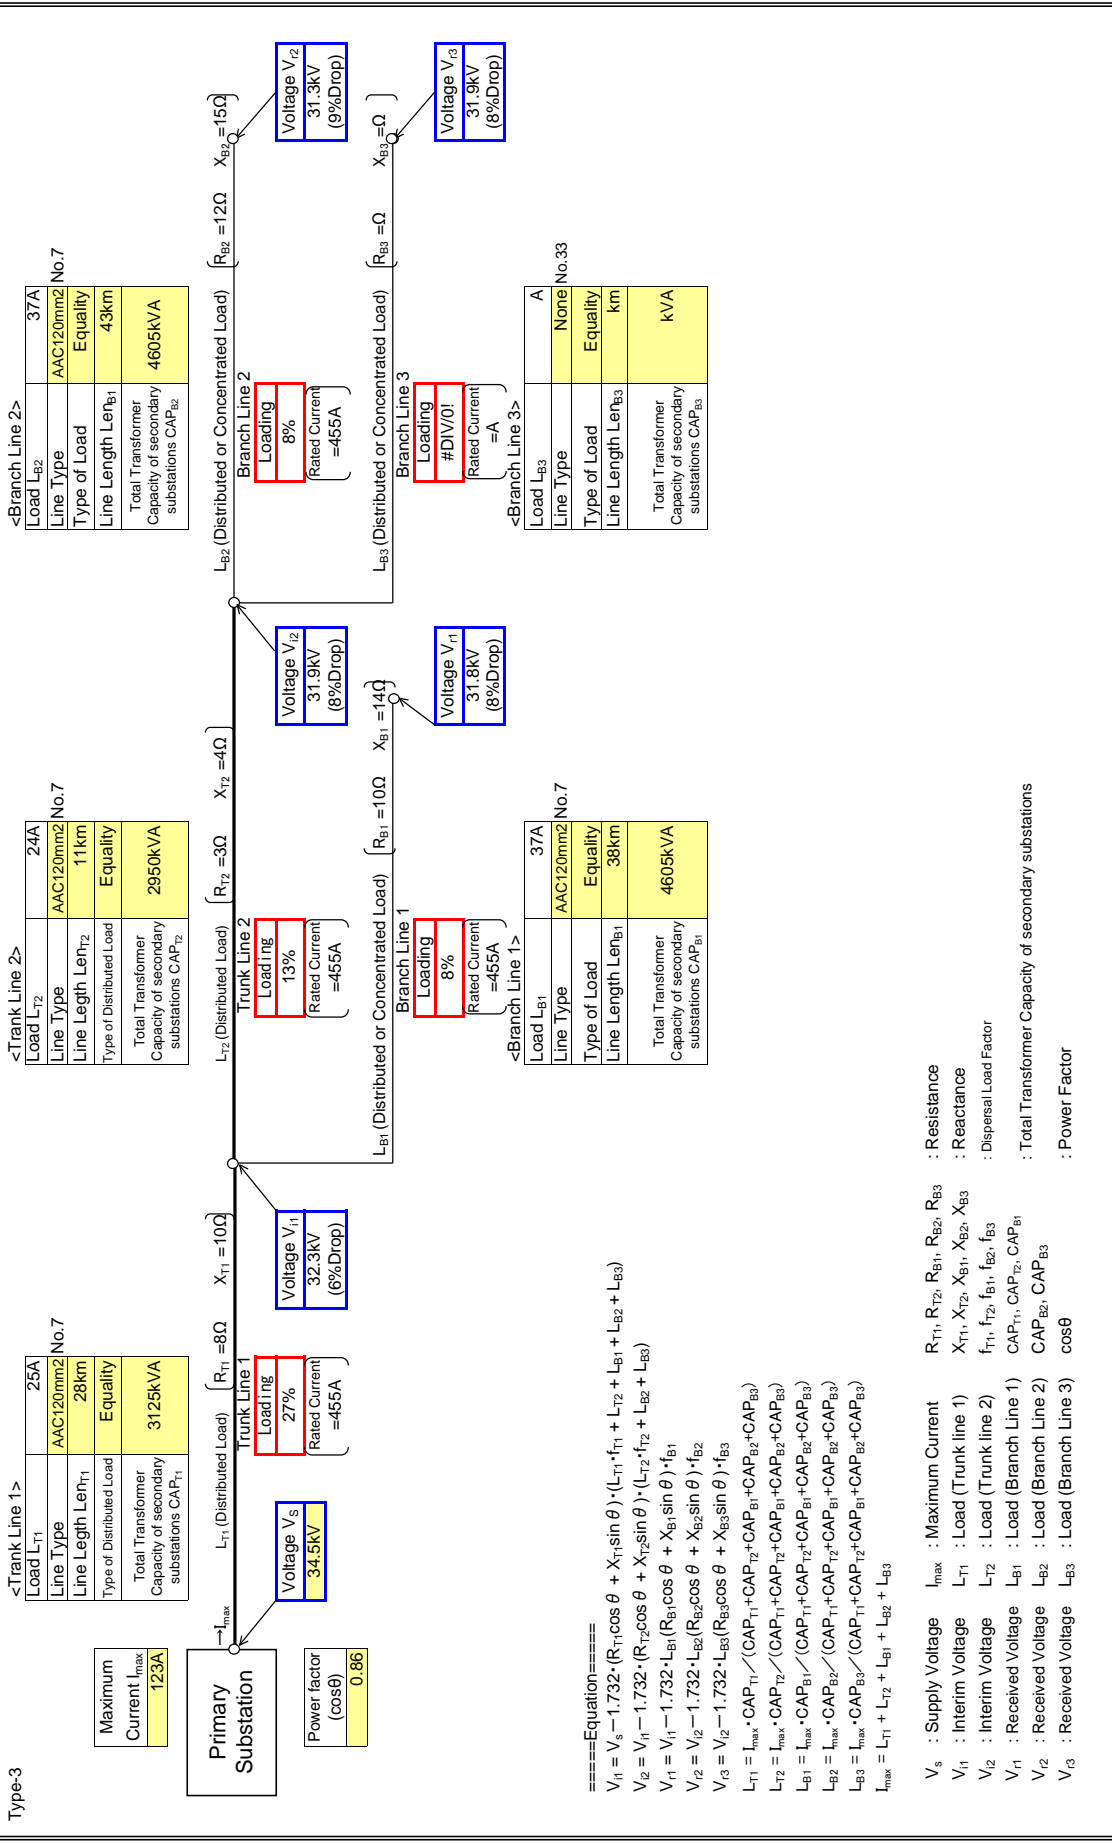 Type-3
Maximum
Current Imax
123A
Primary
Substation
Power factor
(cosθ)
0.86
→Imax
Voltage VS
34.5kV
<Trank Line 1>
Load LT1 25A
Line Type AAC120mm2 No.7
Line Legth LenT1 28km
Type of Distributed Load Equality
Total Transformer
Capacity of secondary
substations CAPT1
3125kVA
LT1 (Distributed Load) RT1 =8Ω XT1 =10Ω
Trunk Line 1
Loading
27%
Rated Current
=455A
Voltage Vi1
32.3kV
(6%Drop)
<Trank Line 2>
Load LT2 24A
Line Type AAC120mm2 No.7
Line Legth LenT2 11km
Type of Distributed Load Equality
Total Transformer
Capacity of secondary
substations CAPT2
2950kVA
LT2 (Distributed Load) RT2 =3Ω XT2 =4Ω
Trunk Line 2
Loading
13%
Rated Current
=455A
Voltage Vi2
31.9kV
(8%Drop)
LB1 (Distributed or Concentrated Load) RB1 =10Ω XB1 =14Ω
Branch Line 1
Loading
8%
Rated Current
=455A
Voltage Vr1
31.8kV
(8%Drop)
<Branch Line 1>
Load LB1 37A
Line Type AAC120mm2 No.7
Type of Load Equality
Line Length LenB1 38km
Total Transformer
Capacity of secondary
substations CAPB1
4605kVA
<Branch Line 2>
Load LB2 37A
Line Type AAC120mm2 No.7
Type of Load Equality
Line Length LenB1 43km
Total Transformer
Capacity of secondary
substations CAPB2
4605kVA
LB2 (Distributed or Concentrated Load) RB2 =12Ω XB2 =15Ω
Branch Line 2
Loading
8%
Rated Current
=455A
Voltage Vr2
31.3kV
(9%Drop)
LB3 (Distributed or Concentrated Load) RB3 =Ω XB3 =Ω
Branch Line 3
Loading
#DIV/0!
Rated Current
=A
Voltage Vr3
31.9kV
(8%Drop)
<Branch Line 3>
Load LB3 A
Line Type None No.33
Type of Load Equality
Line Length LenB3 km
Total Transformer
Capacity of secondary
substations CAPB3
kVA
=====Equation=====
Vi1 = Vs－1.732・(RT1cos θ + XT1sin θ)・(LT1・fT1 + LT2 + LB1 + LB2 + LB3)
Vi2 = Vi1－1.732・(RT2cos θ + XT2sin θ)・(LT2・fT2 + LB2 + LB3)
Vr1 = Vi1－1.732・LB1(RB1cos θ + XB1sin θ)・fB1
Vr2 = Vi2－1.732・LB2(RB2cos θ + XB2sin θ)・fB2
Vr3 = Vi2－1.732・LB3(RB3cos θ + XB3sin θ)・fB3
LT1 = Imax・CAPT1／(CAPT1+CAPT2+CAPB1+CAPB2+CAPB3)
LT2 = Imax・CAPT2／(CAPT1+CAPT2+CAPB1+CAPB2+CAPB3)
LB1 = Imax・CAPB1／(CAPT1+CAPT2+CAPB1+CAPB2+CAPB3)
LB2 = Imax・CAPB2／(CAPT1+CAPT2+CAPB1+CAPB2+CAPB3)
LB3 = Imax・CAPB3／(CAPT1+CAPT2+CAPB1+CAPB2+CAPB3)
Imax = LT1 + LT2 + LB1 + LB2 + LB3
Vs : Supply Voltage Imax : Maximum Current RT1, RT2, RB1, RB2, RB3 : Resistance
Vi1 : Interim Voltage LT1 : Load (Trunk line 1) XT1, XT2, XB1, XB2, XB3 : Reactance
Vi2 : Interim Voltage LT2 : Load (Trunk line 2) fT1, fT2, fB1, fB2, fB3 : Dispersal Load Factor
Vr1 : Received Voltage LB1 : Load (Branch Line 1) CAPT1, CAPT2, CAPB1 : Total Transformer Capacity of secondary substations
Vr2 : Received Voltage LB2 : Load (Branch Line 2) CAPB2, CAPB3
Vr3 : Received Voltage LB3 : Load (Branch Line 3) cosθ : Power Factor